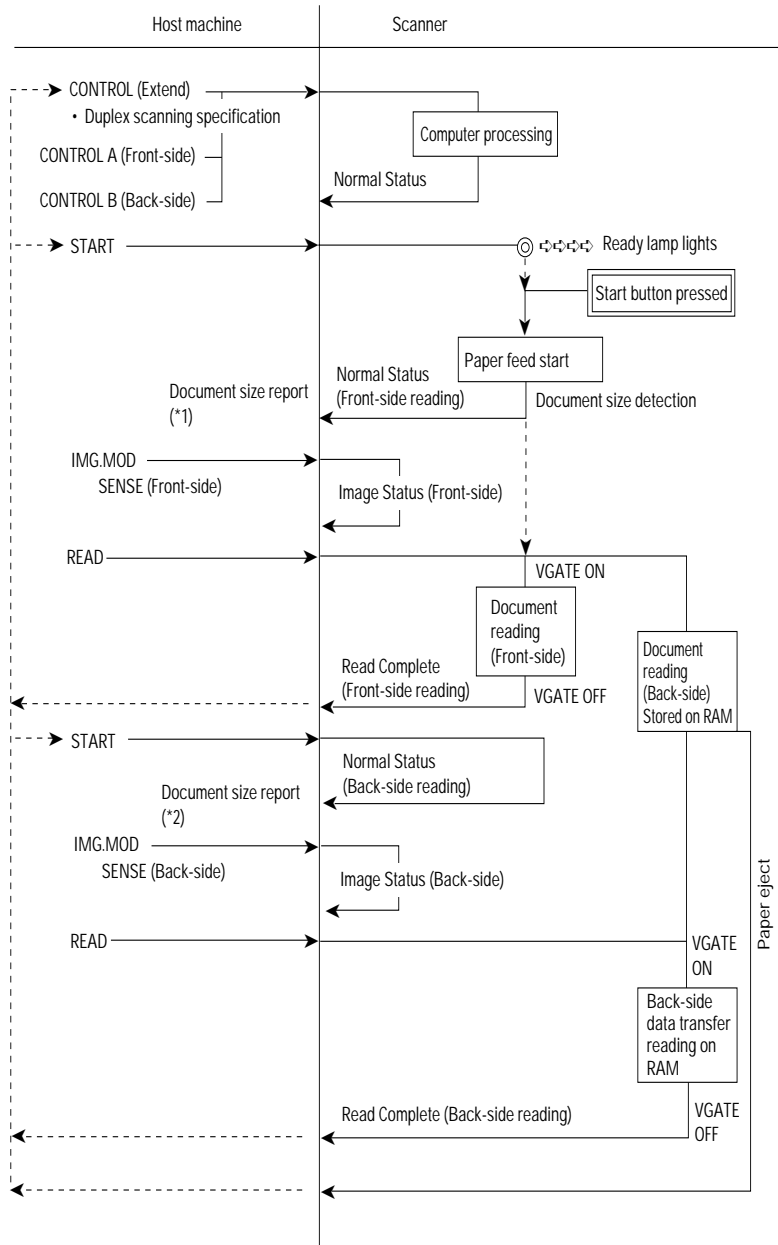 Host machine
Scanner
CONTROL (Extend)
• Duplex scanning specification
CONTROL A (Front-side)
CONTROL B (Back-side)
Computer processing
Normal Status
START
Ready lamp lights
Start button pressed
Paper feed start
Normal Status
(Front-side reading)
Document size report
(*1)
Document size detection
IMG.MOD
SENSE (Front-side)
Image Status (Front-side)
READ
VGATE ON
Document
reading
(Front-side)
Document
reading
(Back-side)
Stored on RAM
Read Complete
(Front-side reading)
VGATE OFF
START
Normal Status
(Back-side reading)
Document size report
(*2)
IMG.MOD
SENSE (Back-side)
Image Status (Back-side)
Paper eject
READ
VGATE
ON
Back-side
data transfer
reading on
RAM
Read Complete (Back-side reading)
VGATE
OFF